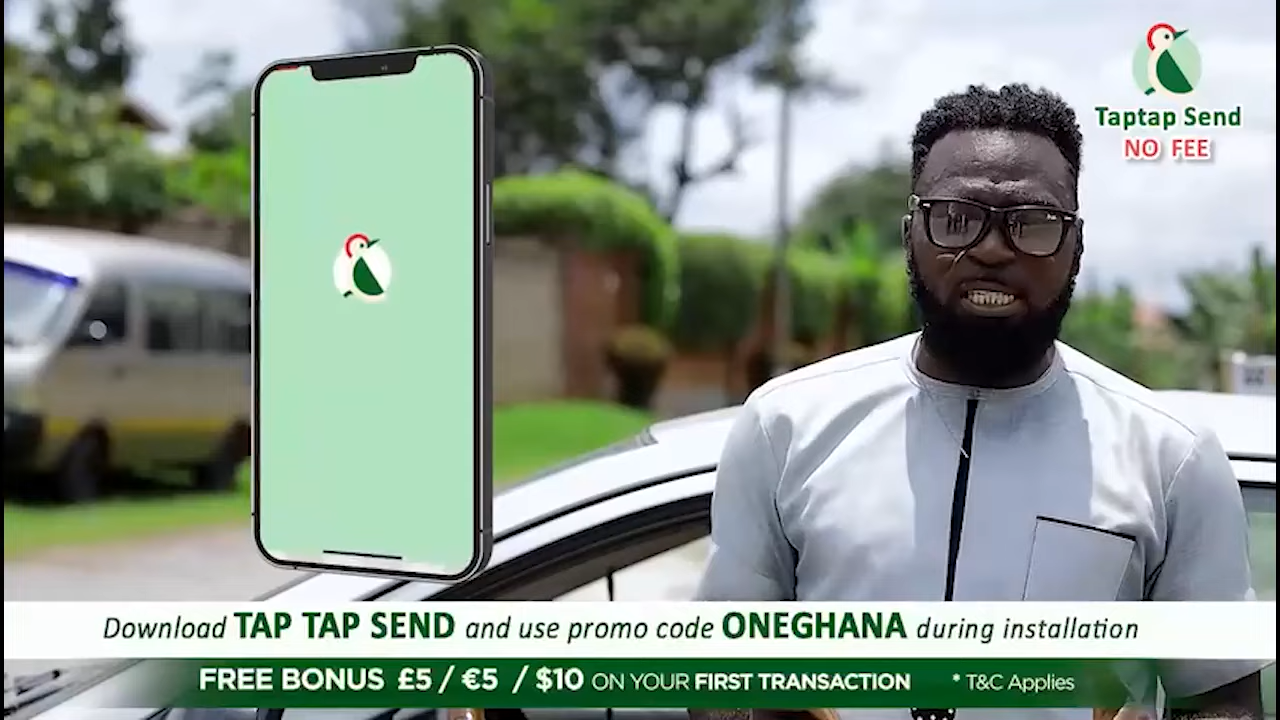 Taptap Send
NO FEE
Download TAP TAP SEND and use promo code ONEGHANA during installation
FREE BONUS £5 / €5 / $10 ON YOUR FIRST TRANSACTION * T&C Applies